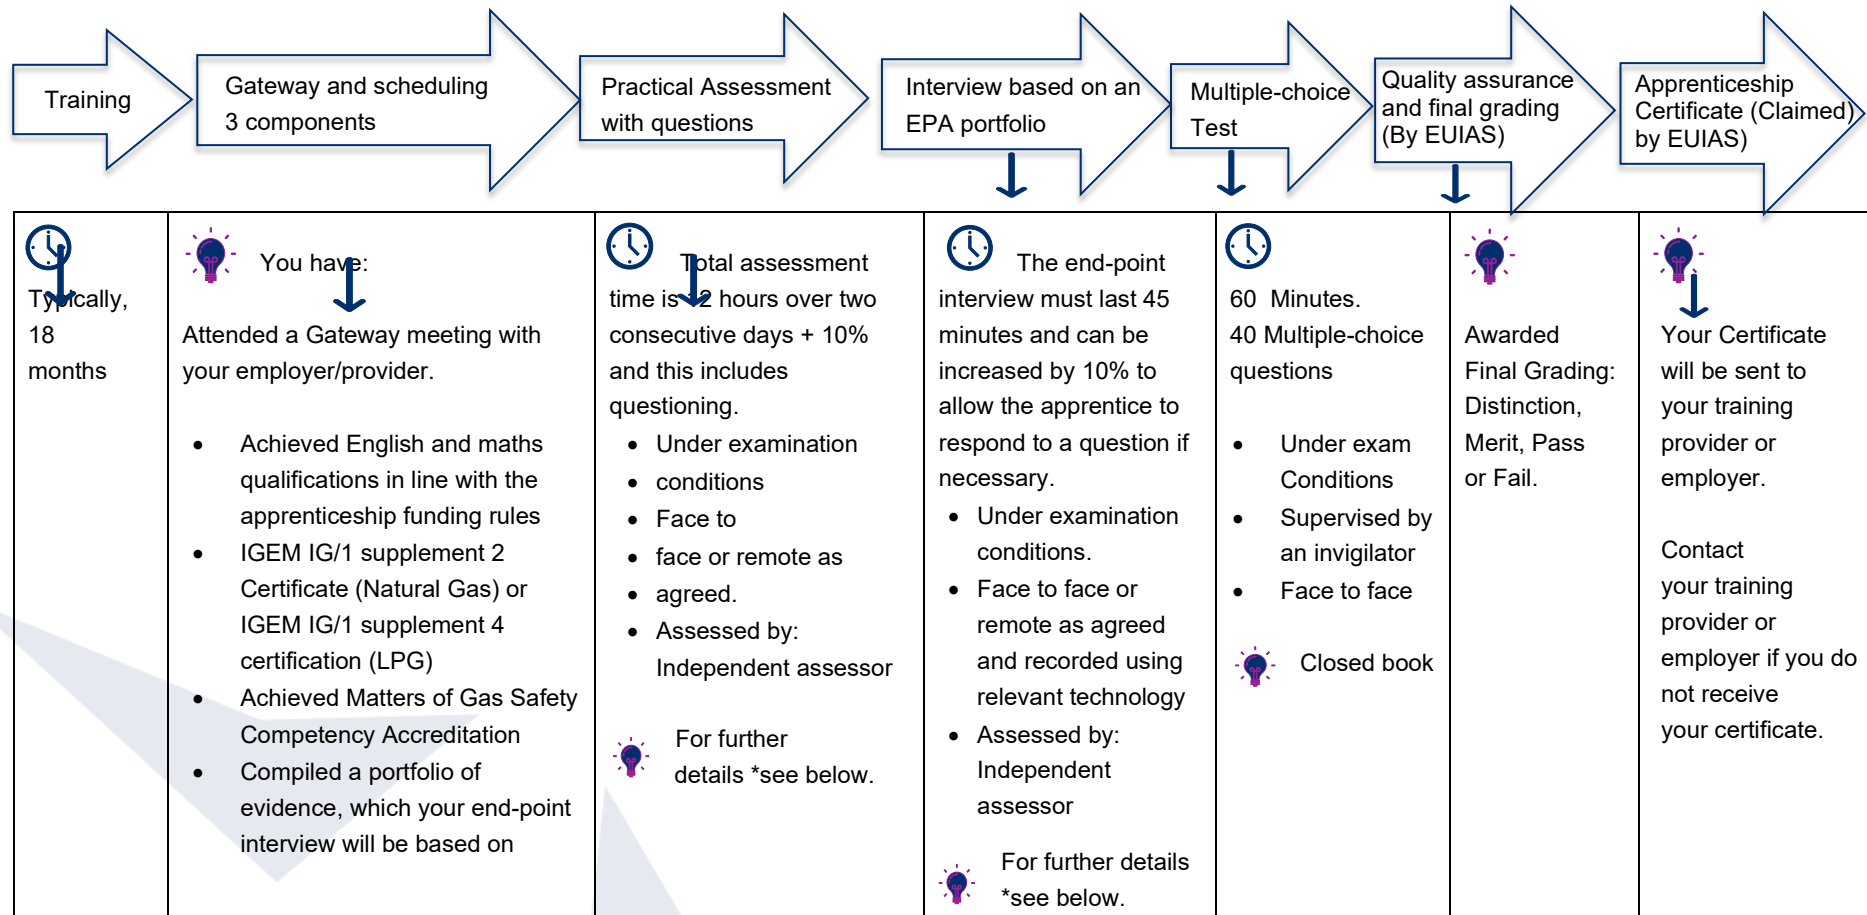 Training
Gateway and scheduling
3 components
Practical Assessment
with questions
Interview based on an
EPA portfolio
Multiple-choice
Test
Quality assurance
and final grading
(By EUIAS)
Apprenticeship
Certificate (Claimed
by EUIAS)
Typically,
18
months
You have:
Attended a Gateway meeting with
your employer/provider.
• Achieved English and maths
qualifications in line with the
apprenticeship funding rules
• IGEM IG/1 supplement 2
Certificate (Natural Gas) or
IGEM IG/1 supplement 4
certification (LPG)
• Achieved Matters of Gas Safety
Competency Accreditation
• Compiled a portfolio of
evidence, which your end-point
interview will be based on
Total assessment
time is 12 hours over two
consecutive days + 10%
and this includes
questioning.
• Under examination
• conditions
• Face to
• face or remote as
• agreed.
• Assessed by:
Independent assessor
For further
details *see below.
The end-point
interview must last 45
minutes and can be
increased by 10% to
allow the apprentice to
respond to a question if
necessary.
• Under examination
conditions.
• Face to face or
remote as agreed
and recorded using
relevant technology
• Assessed by:
Independent
assessor
For further details
*see below.
60 Minutes.
40 Multiple-choice
questions
• Under exam
Conditions
• Supervised by
an invigilator
• Face to face
Closed book
Awarded
Final Grading:
Distinction,
Merit, Pass
or Fail.
Your Certificate
will be sent to
your training
provider or
employer.
Contact
your training
provider or
employer if you do
not receive
your certificate.